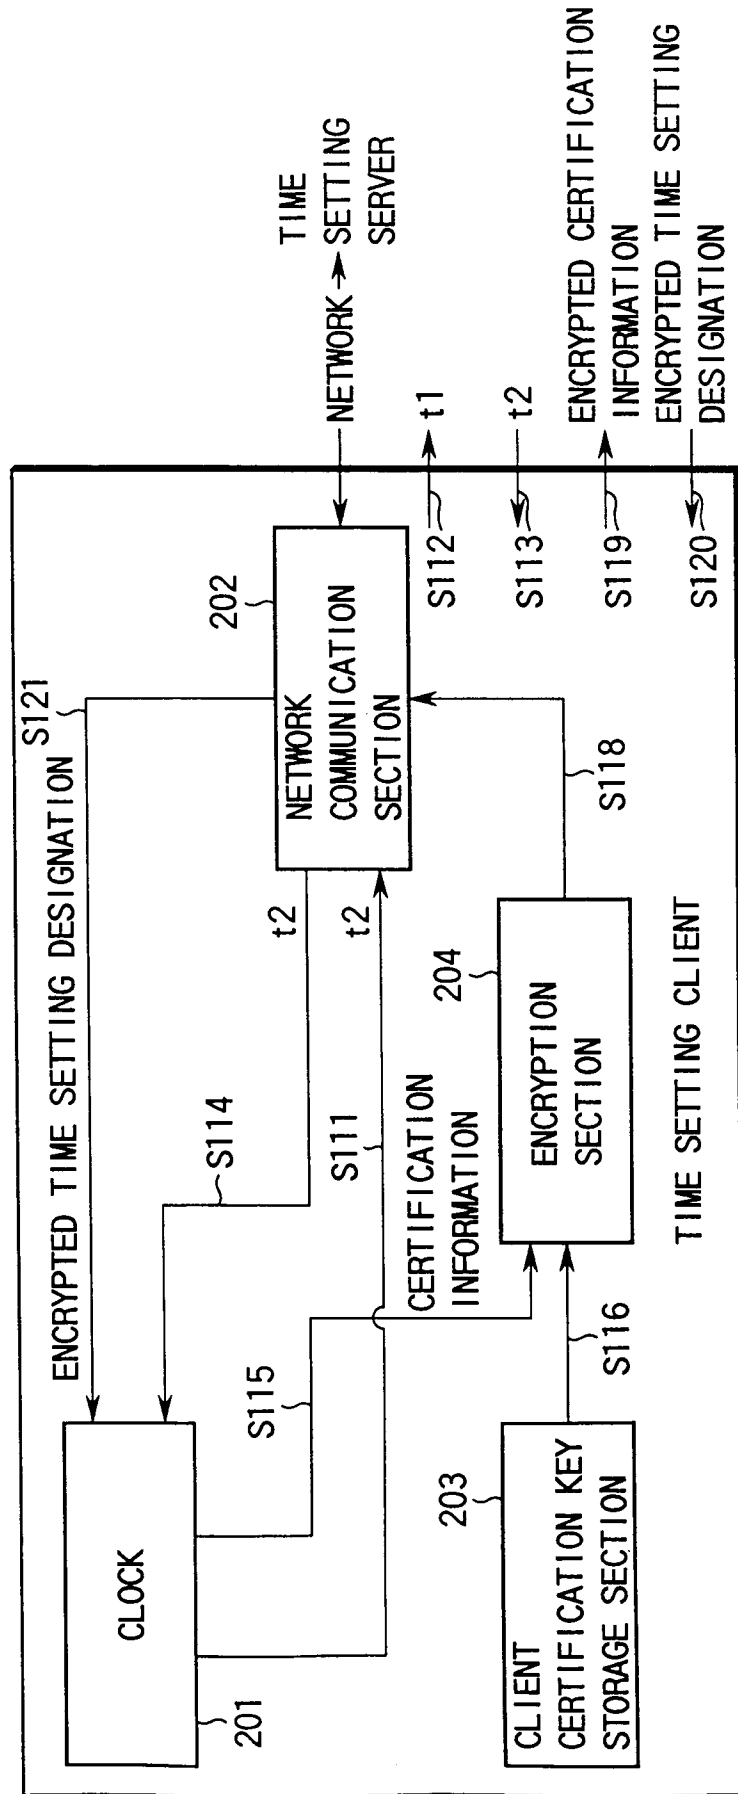 ENCRYPTED TIME SETTING DESIGNATION
S121
CLOCK
201
S114
t2
202
NETWORK
COMMUNICATION
SECTION
NETWORK
TIME
SETTING
SERVER
S115
S111
t2
S112
t1
S113
t2
CERTIFICATION
INFORMATION
203
CLIENT
CERTIFICATION KEY
STORAGE SECTION
S116
204
ENCRYPTION
SECTION
S118
S119
ENCRYPTED CERTIFICATION
INFORMATION
S120
ENCRYPTED TIME SETTING
DESIGNATION
TIME SETTING CLIENT